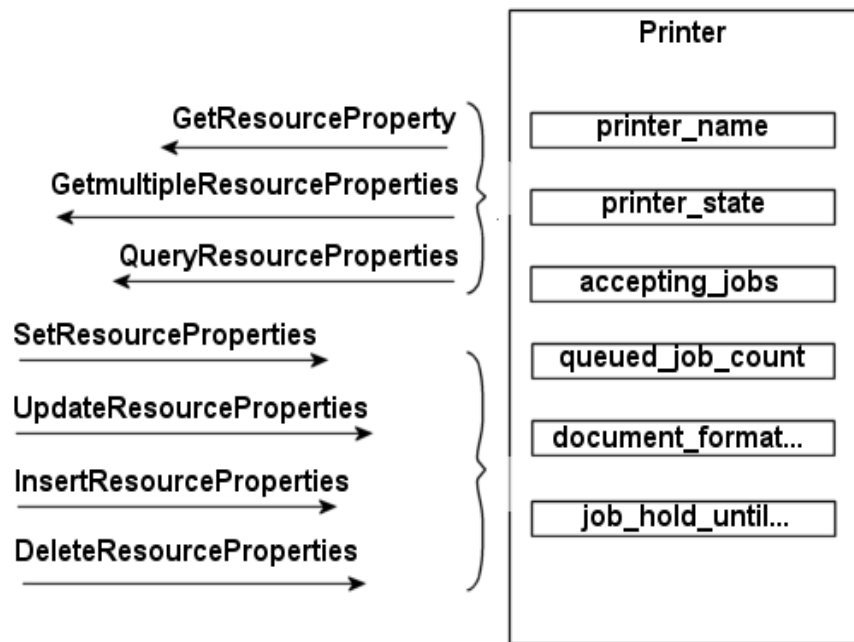 Printer
GetResourceProperty
GetmultipleResourceProperties
QueryResourceProperties
SetResourceProperties
UpdateResourceProperties
InsertResourceProperties
DeleteResourceProperties
printer_name
printer_state
accepting_jobs
queued_job_count
document_format...
job_hold_until...